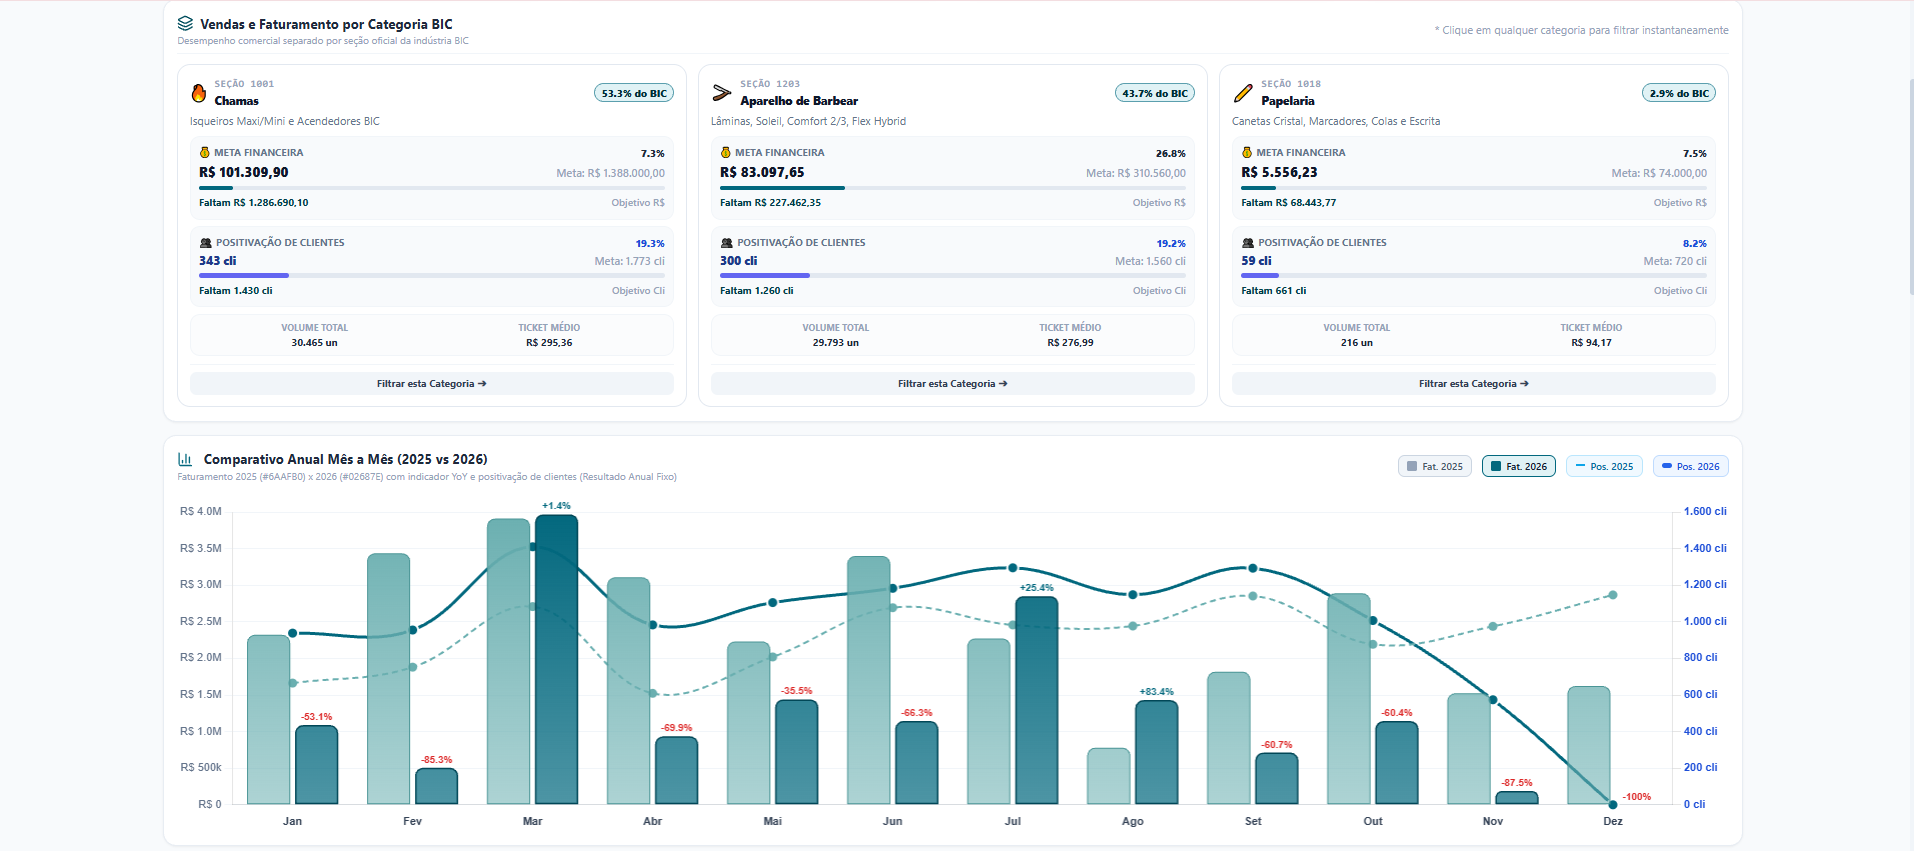 Vendas e Faturamento por Categoria BIC
Desempenho comercial separado por seção oficial da indústria BIC
* Clique em qualquer categoria para filtrar instantaneamente
SEÇÃO 1001
Chamas
53.3% do BIC
Isqueiros Maxi/Mini e Acendedores BIC
META FINANCEIRA
7.3%
R$ 101.309,90
Meta: R$ 1.388.000,00
Faltam R$ 1.286.690,10
Objetivo R$
POSITIVAÇÃO DE CLIENTES
19.3%
343 cli
Meta: 1.773 cli
Faltam 1.430 cli
Objetivo Cli
VOLUME TOTAL
30.465 un
TICKET MÉDIO
R$ 295,36
Filtrar esta Categoria ➔
SEÇÃO 1203
Aparelho de Barbear
43.7% do BIC
Lâminas, Soleil, Comfort 2/3, Flex Hybrid
META FINANCEIRA
26.8%
R$ 83.097,65
Meta: R$ 310.560,00
Faltam R$ 227.462,35
Objetivo R$
POSITIVAÇÃO DE CLIENTES
19.2%
300 cli
Meta: 1.560 cli
Faltam 1.260 cli
Objetivo Cli
VOLUME TOTAL
29.793 un
TICKET MÉDIO
R$ 276,99
Filtrar esta Categoria ➔
SEÇÃO 1018
Papelaria
2.9% do BIC
Canetas Cristal, Marcadores, Colas e Escrita
META FINANCEIRA
7.5%
R$ 5.556,23
Meta: R$ 74.000,00
Faltam R$ 68.443,77
Objetivo R$
POSITIVAÇÃO DE CLIENTES
8.2%
59 cli
Meta: 720 cli
Faltam 661 cli
Objetivo Cli
VOLUME TOTAL
216 un
TICKET MÉDIO
R$ 94,17
Filtrar esta Categoria ➔
Comparativo Anual Mês a Mês (2025 vs 2026)
Faturamento 2025 (#6AAFB0) x 2026 (#02687E) com indicador YoY e positivação de clientes (Resultado Anual Fixo)
Fat. 2025
Fat. 2026
Pos. 2025
Pos. 2026
R$ 4.0M
R$ 3.5M
R$ 3.0M
R$ 2.5M
R$ 2.0M
R$ 1.5M
R$ 1.0M
R$ 500k
R$ 0
-53.1%
-85.3%
+1.4%
-69.9%
-35.5%
-66.3%
+25.4%
+83.4%
-60.7%
-60.4%
-87.5%
-100%
1.600 cli
1.400 cli
1.200 cli
1.000 cli
800 cli
600 cli
400 cli
200 cli
0 cli
Jan
Fev
Mar
Abr
Mai
Jun
Jul
Ago
Set
Out
Nov
Dez